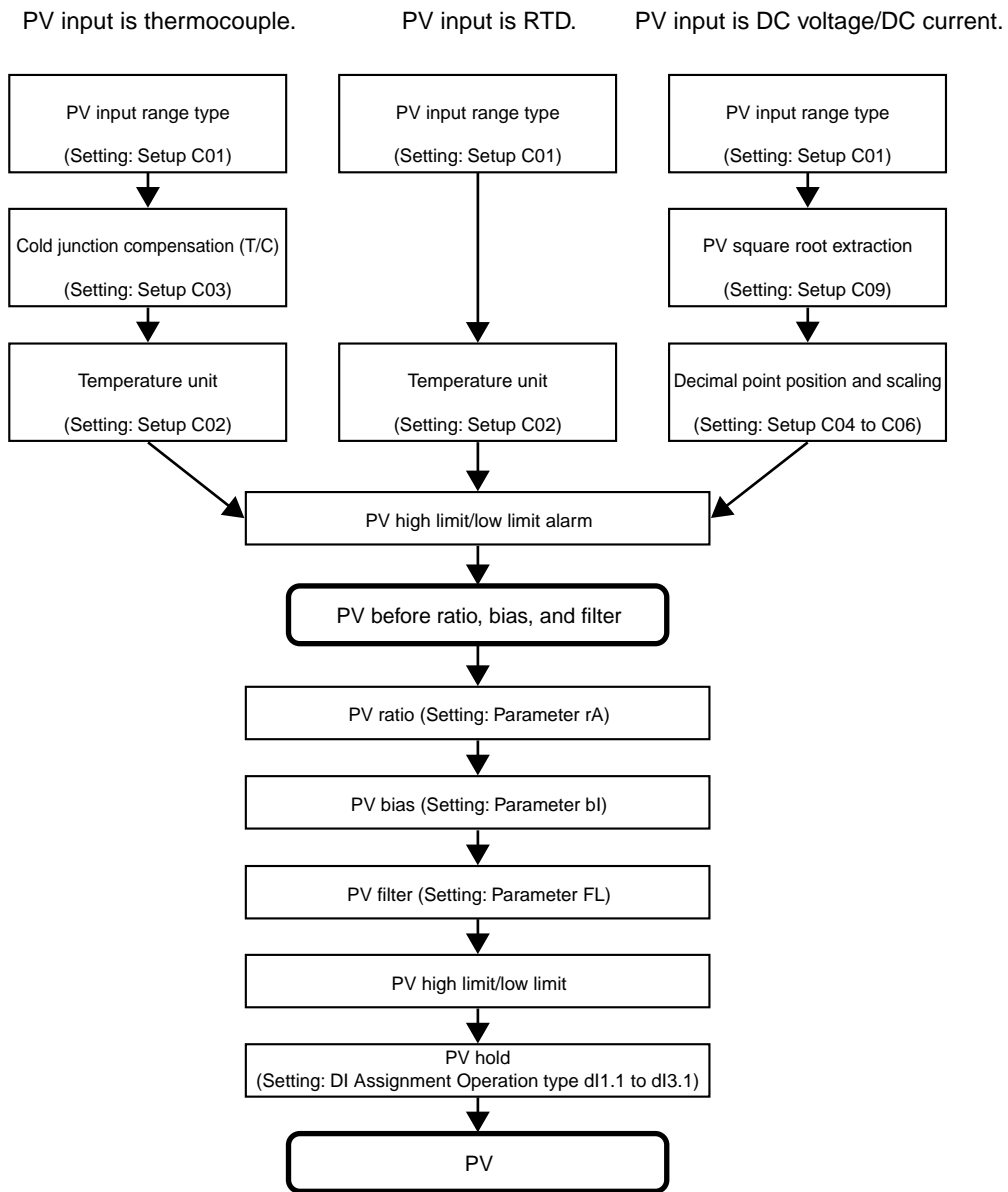 PV input is thermocouple.
PV input is RTD.
PV input is DC voltage/DC current.
PV input range type
(Setting: Setup C01)
PV input range type
(Setting: Setup C01)
PV input range type
(Setting: Setup C01)
Cold junction compensation (T/C)
(Setting: Setup C03)
PV square root extraction
(Setting: Setup C09)
Temperature unit
(Setting: Setup C02)
Temperature unit
(Setting: Setup C02)
Decimal point position and scaling
(Setting: Setup C04 to C06)
PV high limit/low limit alarm
PV before ratio, bias, and filter
PV ratio (Setting: Parameter rA)
PV bias (Setting: Parameter bI)
PV filter (Setting: Parameter FL)
PV high limit/low limit
PV hold
(Setting: DI Assignment Operation type dI1.1 to dI3.1)
PV